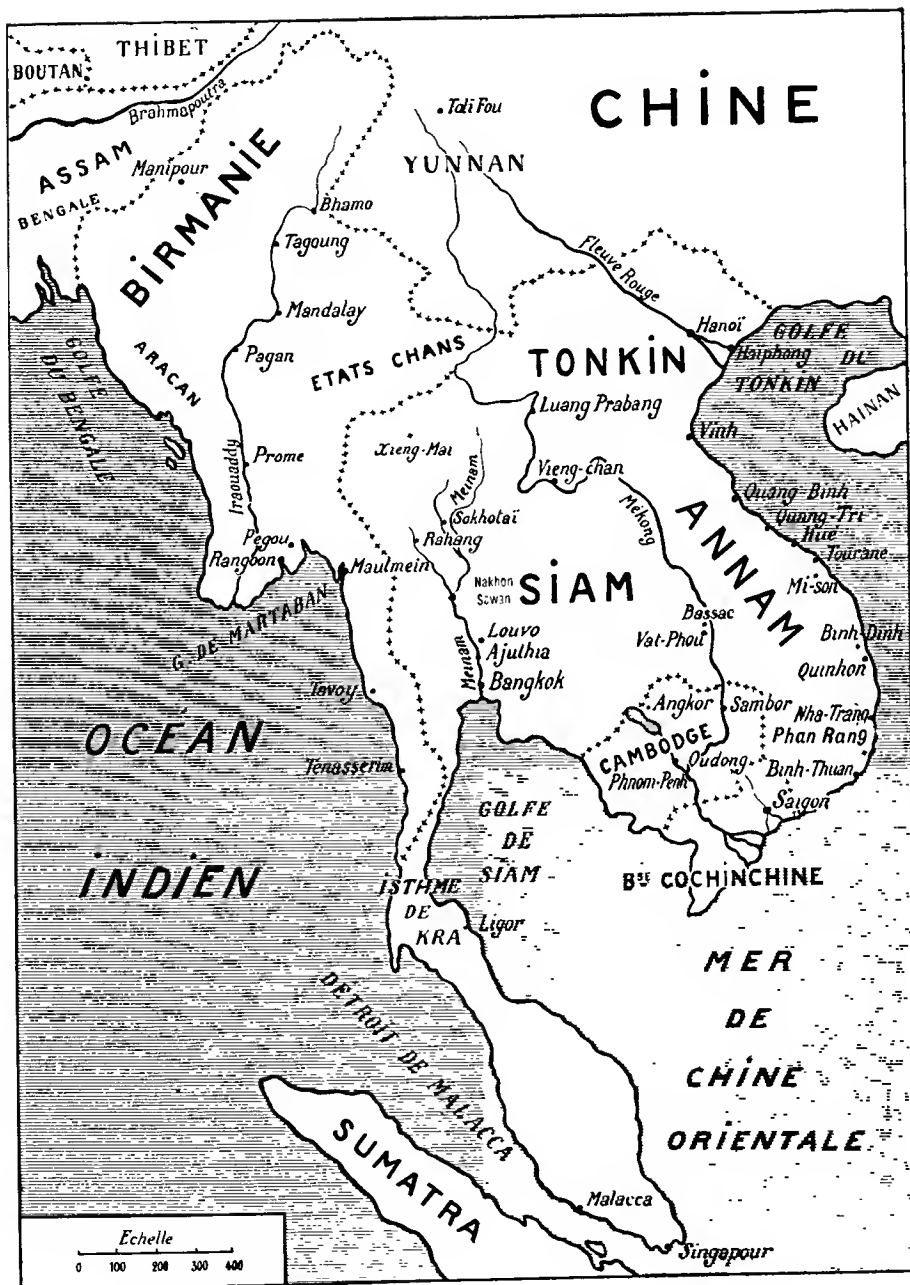 THIBET
BOUTAN
Brahmapoutra
CHINE
Tali Fou
YUNNAN
ASSAM
Manipour
BENGALE
BIRMANIE
Bhamo
Tagoung
Fleuve Rouge
Mandalay
Hanoï
Haiphong
GOLFE
DU
TONKIN
GOLFE
DU BENGALE
ARACAN
Pagan
ETATS CHANS
TONKIN
HAINAN
Luang Prabang
Vinh
Xieng-Mai
Prome
Iraouaddy
Meinam
Vieng-chan
Mékong
Quang-Binh
Quang-Tri
Hue
Tourane
Sokhotaï
Rahang
Pegou
Rangoon
Maulmein
ANNAM
Mi-son
Nakhon
Sawan
SIAM
G. DE MARTABAN
Bassac
Vat-Phou
Binh-Dinh
Louvo
Ajuthia
Meinam
Bangkok
Quinhon
Tavoy
Angkor
Sambor
Nha-Trang
Phan Rang
OCÉAN
CAMBODGE
Oudong
Phnom-Penh
Binh-Thuan
Tenasserim
Saigon
GOLFE
DE
SIAM
INDIEN
Bse COCHINCHINE
ISTHME
DE
KRA
Ligor
MER
DE
CHINE
ORIENTALE
DETROIT DE MALACCA
SUMATRA
Malacca
Singapour
Echelle
0 100 200 300 400